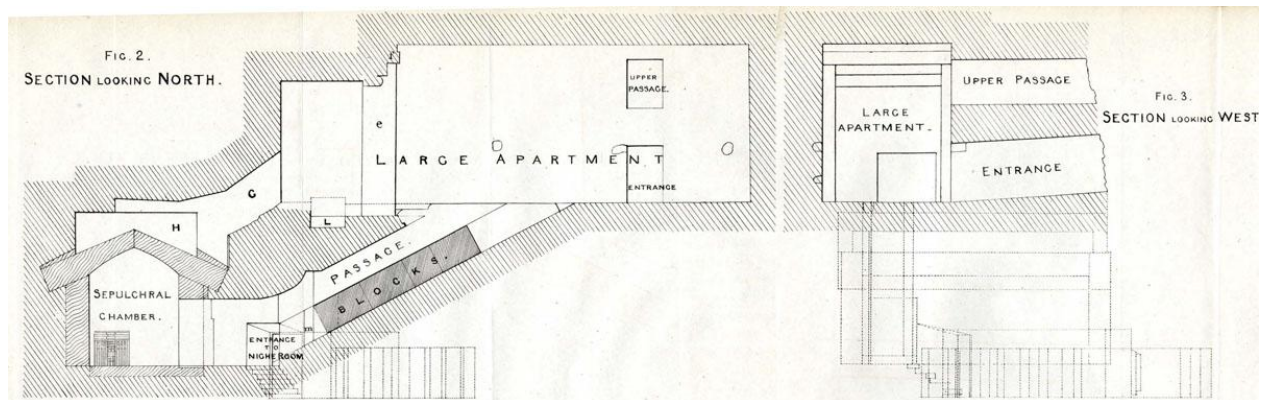 FIG. 2.
SECTION LOOKING NORTH.
f
e
UPPER
PASSAGE.
LARGE APARTMENT
ENTRANCE
G
H
L
PASSAGE.
BLOCKS.
SEPULCHRAL
CHAMBER.
m
ENTRANCE
TO
NICHE ROOM
UPPER PASSAGE
FIG. 3.
SECTION LOOKING WEST
LARGE
APARTMENT.
ENTRANCE